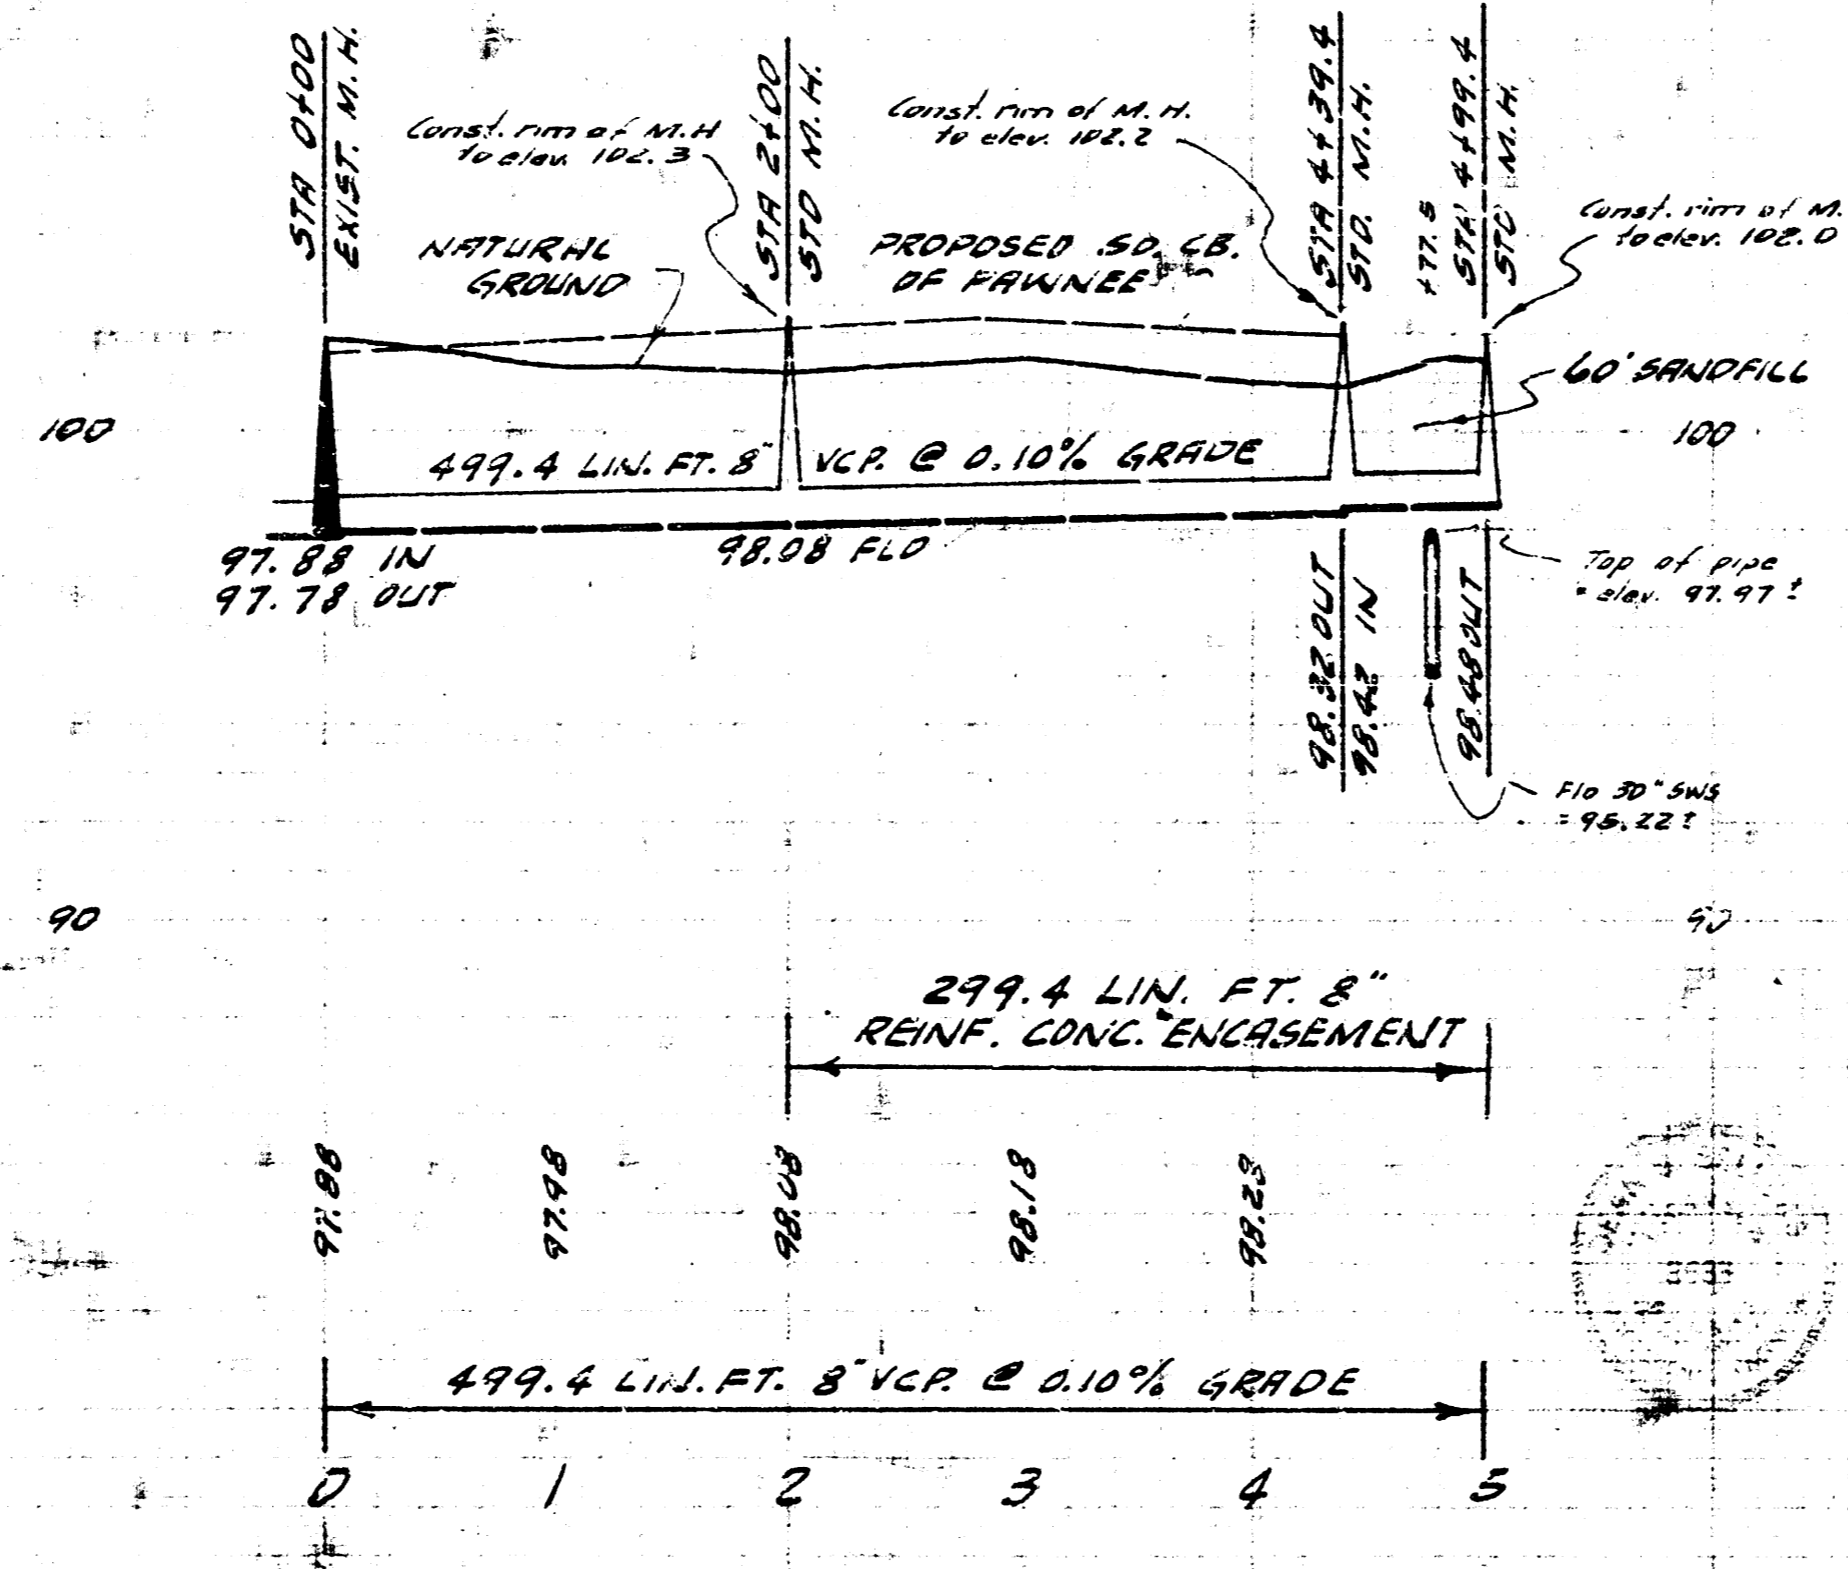 STA 0+00
EXIST. M.H.
Const. rim of M.H
to elev. 102.3
STA 2+00
STD M.H.
Const. rim of M.H.
to elev. 102.2
STA 4+39.4
STD. M.H.
+77.5
STA 4+99.4
STD M.H.
Const. rim of M.
to elev. 102.0
NATURAL
GROUND
PROPOSED SO. CB.
OF PAWNEE
60' SANDFILL
100
100
499.4 LIN. FT. 8" VCP. @ 0.10% GRADE
97.88 IN
97.78 OUT
98.08 FLO
98.32 OUT
98.42 IN
98.48 OUT
Top of pipe
= elev. 97.97 ±
Flo 30" SWS
= 95.22 ±
90
90
299.4 LIN. FT. 8"
REINF. CONC. ENCASEMENT
97.88
97.98
98.08
98.18
98.28
499.4 LIN. FT. 8" VCP. @ 0.10% GRADE
0 1 2 3 4 5